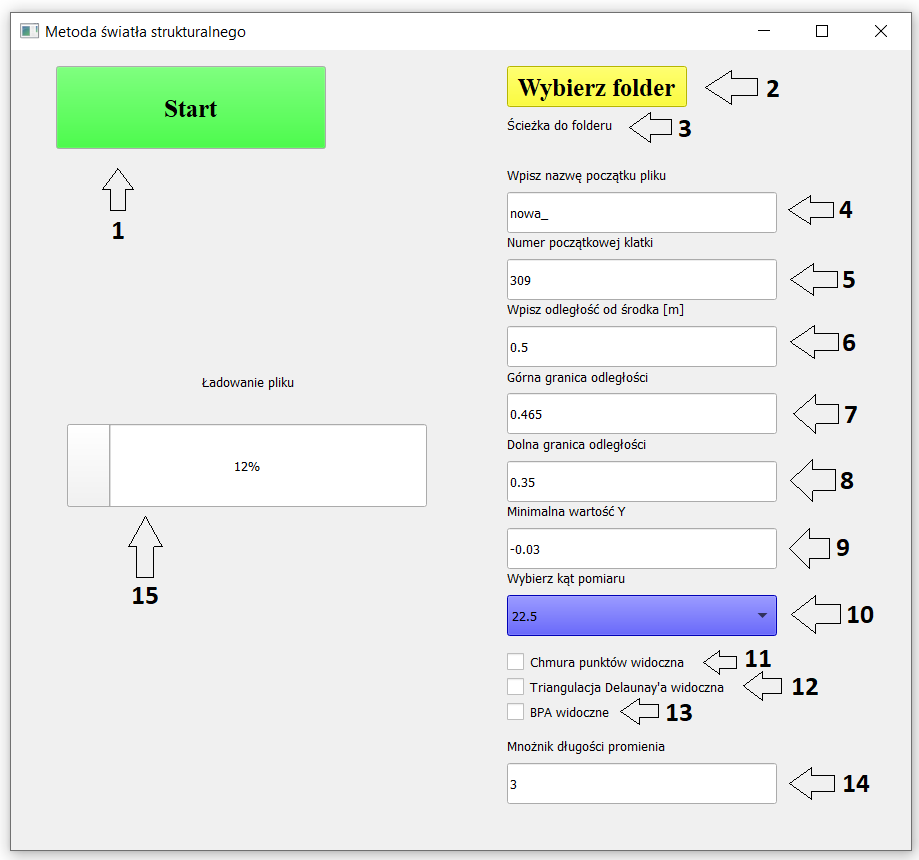 Metoda światła strukturalnego
Start
1
Ładowanie pliku
12%
15
Wybierz folder 2
Ścieżka do folderu 3
Wpisz nazwę początku pliku
nowa_ 4
Numer początkowej klatki
309 5
Wpisz odległość od środka [m]
0.5 6
Górna granica odległości
0.465 7
Dolna granica odległości
0.35 8
Minimalna wartość Y
-0.03 9
Wybierz kąt pomiaru
22.5 10
Chmura punktów widoczna 11
Triangulacja Delaunay'a widoczna 12
BPA widoczne 13
Mnożnik długości promienia
3 14